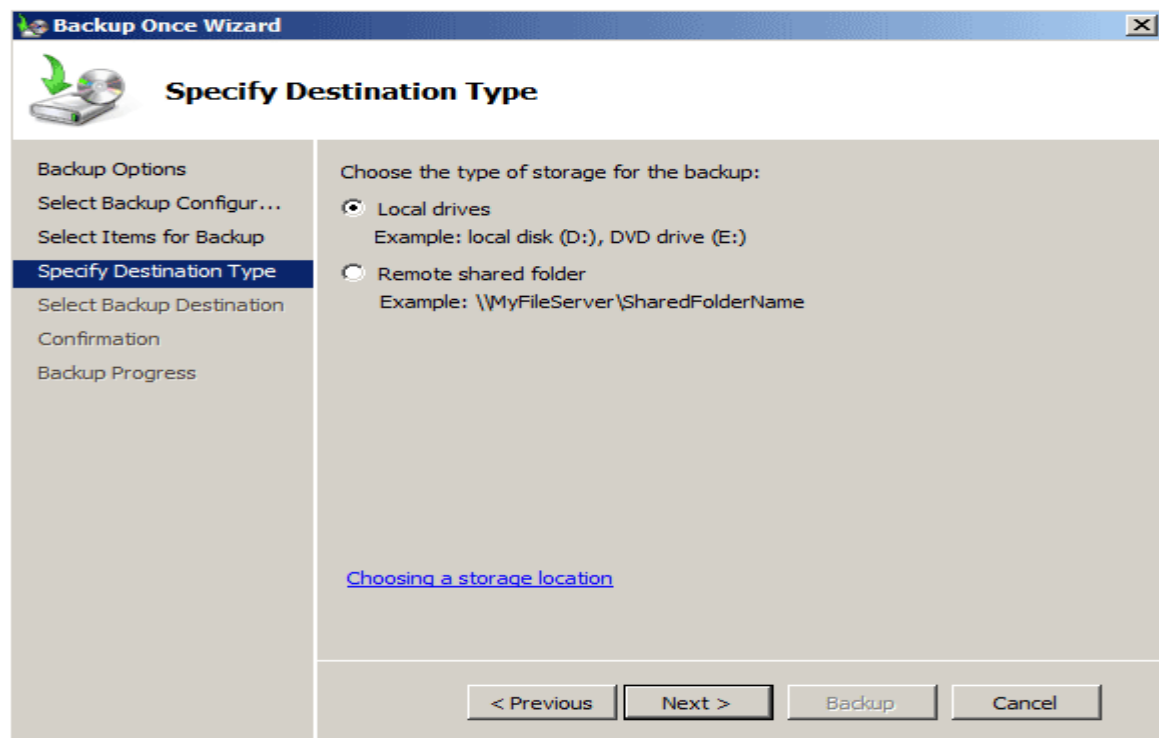 Backup Once Wizard
Specify Destination Type
Backup Options
Select Backup Configur...
Select Items for Backup
Specify Destination Type
Select Backup Destination
Confirmation
Backup Progress
Choose the type of storage for the backup:
Local drives
Example: local disk (D:), DVD drive (E:)
Remote shared folder
Example: \\MyFileServer\SharedFolderName
Choosing a storage location
< Previous
Next >
Backup
Cancel